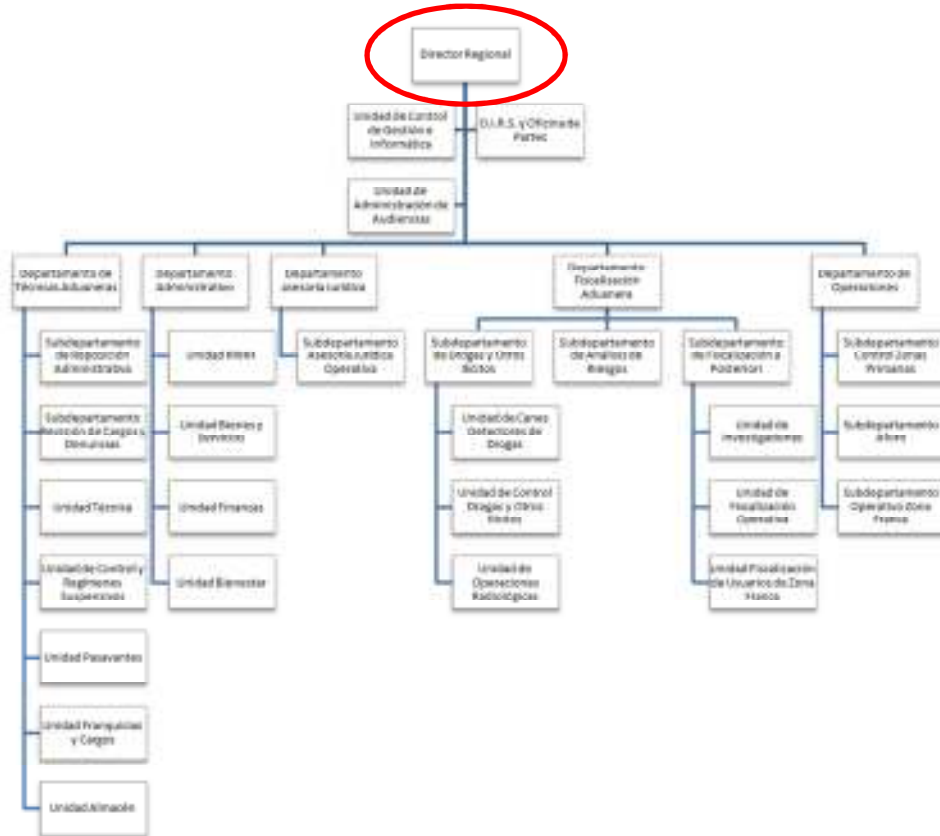 Director Regional
Unidad de Control
de Gestión e
Informática
O.I.R.S. y Oficina de
Partes
Unidad de
Administración de
Audiencias
Departamento de
Técnicas Aduaneras
Departamento
Administrativo
Departamento
Asesoría Jurídica
Departamento
Fiscalización
Aduanera
Departamento de
Operaciones
Subdepartamento
de Reposición
Administrativa
Subdepartamento
Revisión de Cargos y
Denuncias
Unidad Técnica
Unidad de Control y
Regímenes
Suspensivos
Unidad Pasavantes
Unidad Franquicias
y Cargos
Unidad Almacén
Unidad RRHH
Unidad Bienes y
Servicios
Unidad Finanzas
Unidad Bienestar
Subdepartamento
Asesoría Jurídica
Operativa
Subdepartamento
de Drogas y Otros
Ilícitos
Unidad de Canes
Detectores de
Drogas
Unidad de Control
Drogas y Otros
Ilícitos
Unidad de
Operaciones
Radiológicas
Subdepartamento
de Análisis de
Riesgos
Subdepartamento
de Fiscalización a
Posteriori
Unidad de
Investigaciones
Unidad de
Fiscalización
Operativa
Unidad Fiscalización
de Usuarios de Zona
Franca
Subdepartamento
Control Zonas
Primarias
Subdepartamento
Aforo
Subdepartamento
Operativo Zona
Franca